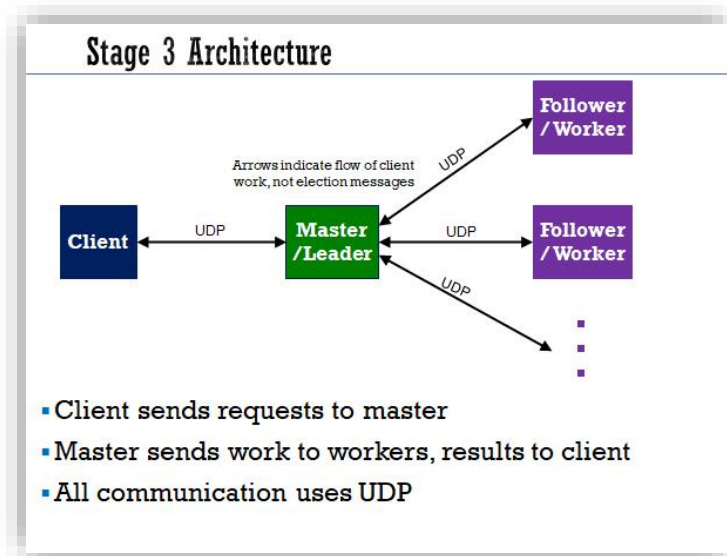 Stage 3 Architecture
Follower
/Worker
Arrows indicate flow of client
work, not election messages
UDP
Client
UDP
Master
/Leader
UDP
Follower
/Worker
UDP
▪Client sends requests to master
▪Master sends work to workers, results to client
▪All communication uses UDP